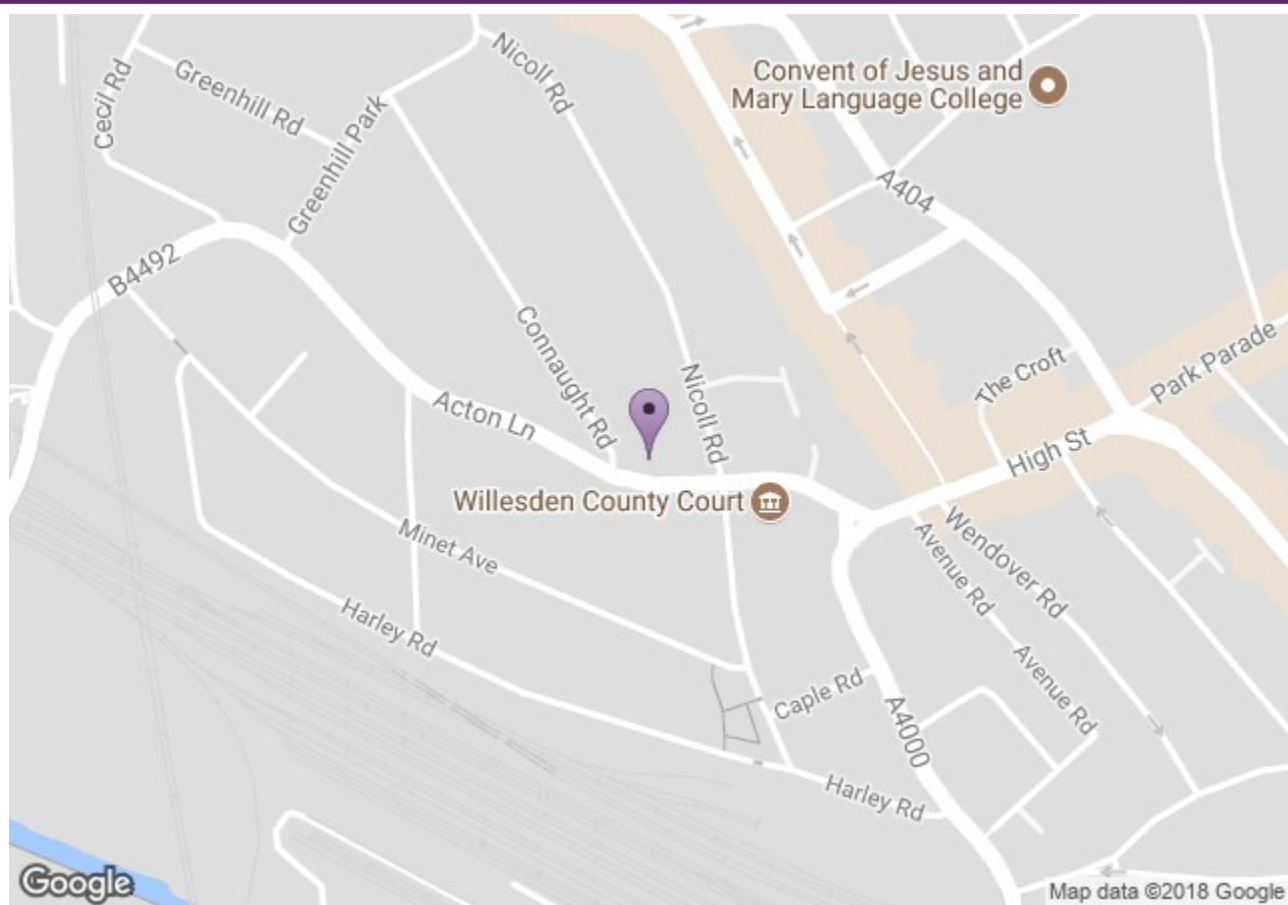 Nicoll Rd
Cecil Rd
Greenhill Rd
Greenhill Park
Convent of Jesus and
Mary Language College
A404
B4492
Connaught Rd
Nicoll Rd
The Croft
Park Parade
Acton Ln
High St
Willesden County Court
Minet Ave
Avenue Rd
Wendover Rd
Harley Rd
Avenue Rd
Caple Rd
A4000
Harley Rd
Google
Map data ©2018 Google